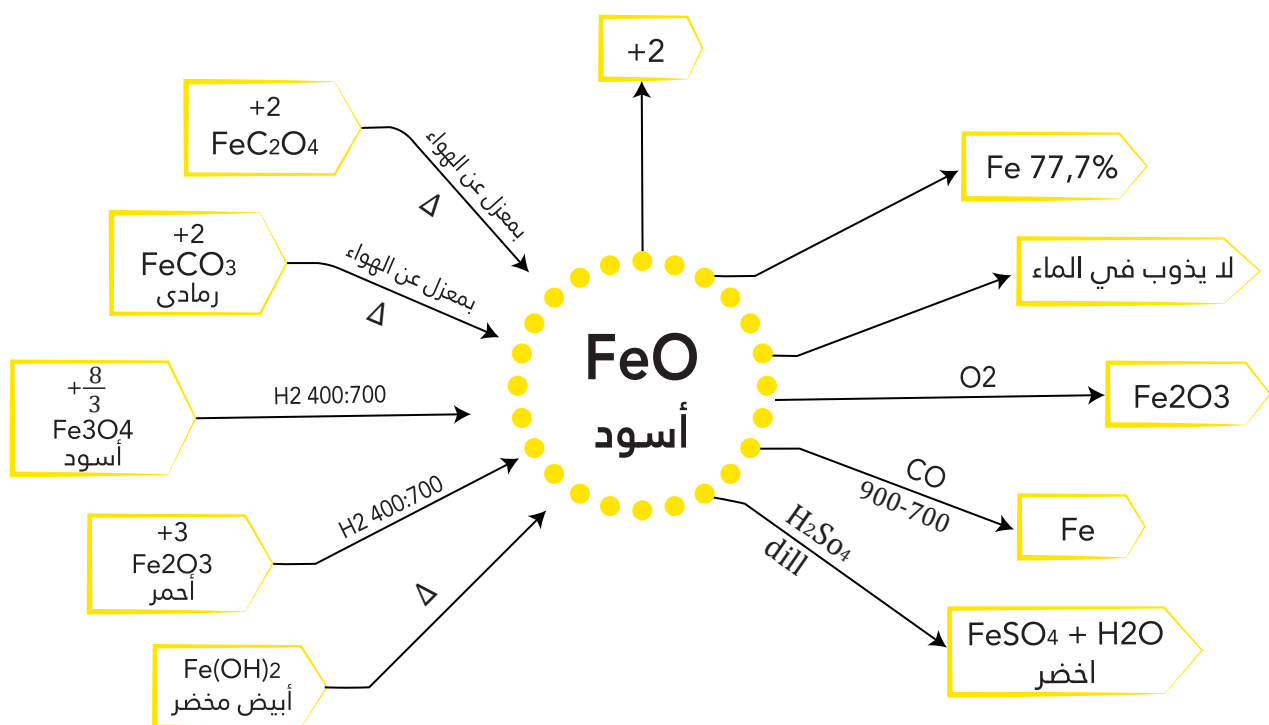 +2
+2
FeC2O4
بمعزل عن الهواء
Δ
Fe 77,7%
+2
FeCO3
رمادى
بمعزل عن الهواء
Δ
لا يذوب في الماء
FeO
أسود
+8/3
Fe3O4
أسود
H2 400:700
O2
Fe2O3
+3
Fe2O3
أحمر
H2 400:700
CO
900-700
Fe
Fe(OH)2
أبيض مخضر
Δ
H2So4
dill
FeSO4 + H2O
اخضر